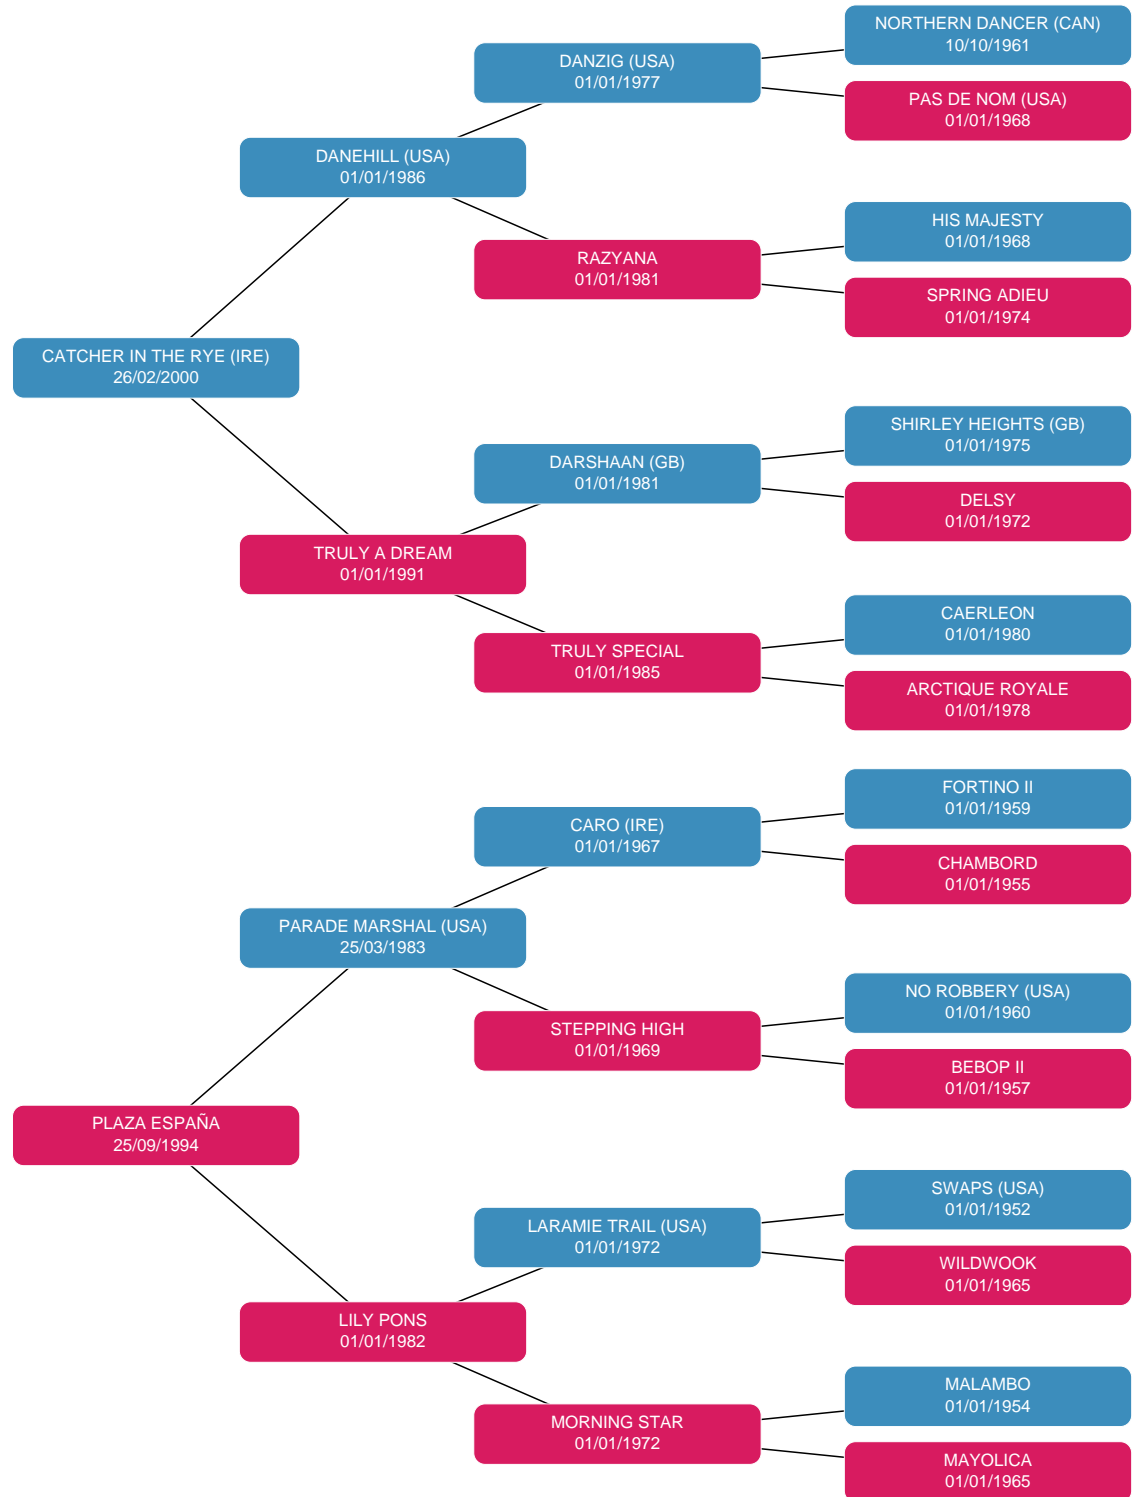 NORTHERN DANCER (CAN)
10/10/1961
DANZIG (USA)
01/01/1977
PAS DE NOM (USA)
01/01/1968
DANEHILL (USA)
01/01/1986
HIS MAJESTY
01/01/1968
RAZYANA
01/01/1981
SPRING ADIEU
01/01/1974
CATCHER IN THE RYE (IRE)
26/02/2000
SHIRLEY HEIGHTS (GB)
01/01/1975
DARSHAAN (GB)
01/01/1981
DELSY
01/01/1972
TRULY A DREAM
01/01/1991
CAERLEON
01/01/1980
TRULY SPECIAL
01/01/1985
ARCTIQUE ROYALE
01/01/1978
FORTINO II
01/01/1959
CARO (IRE)
01/01/1967
CHAMBORD
01/01/1955
PARADE MARSHAL (USA)
25/03/1983
NO ROBBERY (USA)
01/01/1960
STEPPING HIGH
01/01/1969
BEBOP II
01/01/1957
PLAZA ESPAÑA
25/09/1994
SWAPS (USA)
01/01/1952
LARAMIE TRAIL (USA)
01/01/1972
WILDWOOK
01/01/1965
LILY PONS
01/01/1982
MALAMBO
01/01/1954
MORNING STAR
01/01/1972
MAYOLICA
01/01/1965